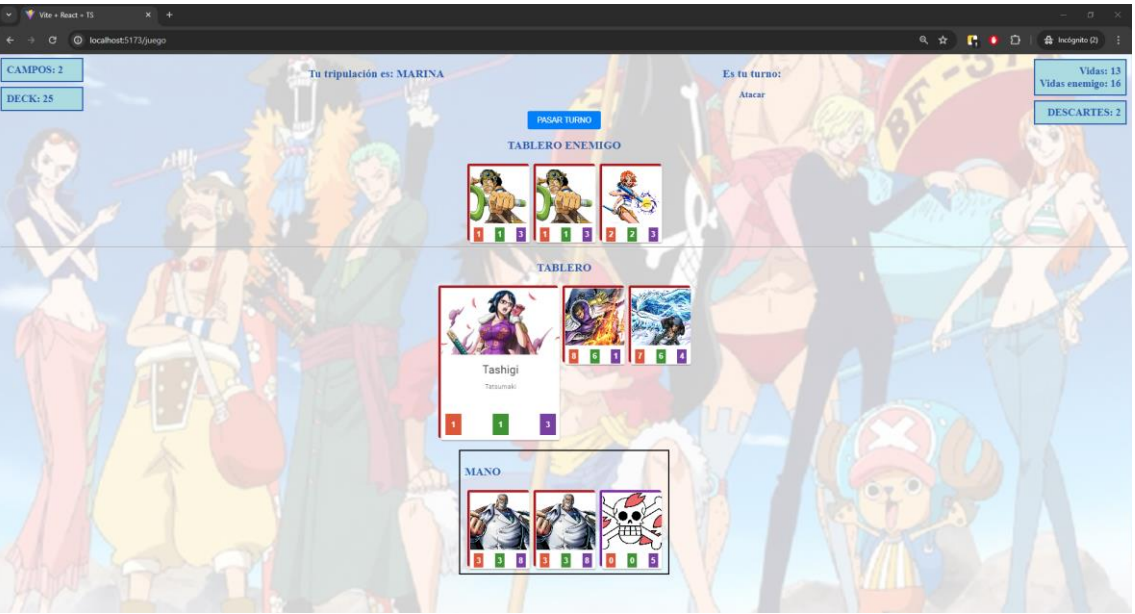 Vite + React + TS
localhost:5173/juego
Incógnito (2)
CAMPOS: 2
DECK: 25
Tu tripulación es: MARINA
Es tu turno:
Atacar
Vidas: 13
Vidas enemigo: 16
DESCARTES: 2
PASAR TURNO
TABLERO ENEMIGO
1 1 3 1 1 3 2 2 3
TABLERO
8 6 1 7 6 4
Tashigi
Tatsumaki
1 1 3
MANO
3 3 8 3 3 8 0 0 5